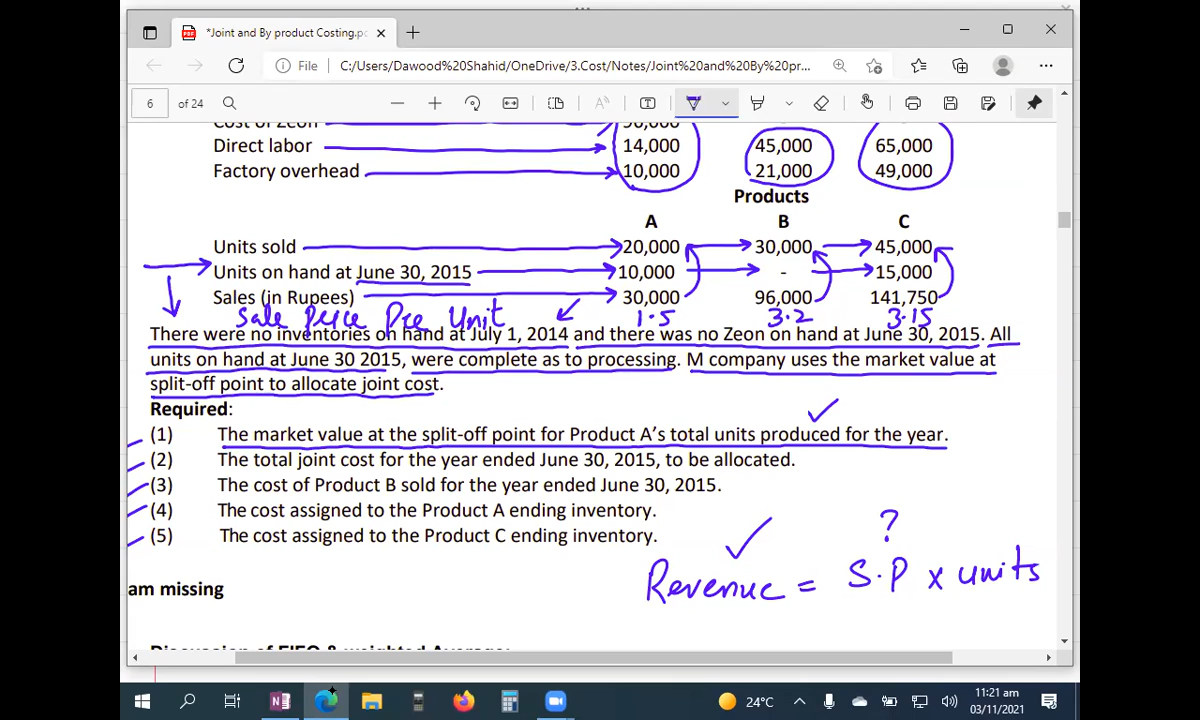 *Joint and By product Costing.pc
File C:/Users/Dawood%20Shahid/OneDrive/3.Cost/Notes/Joint%20and%20By%20pr...
6 of 24
Cost of Zeon
Direct labor 14,000 45,000 65,000
Factory overhead 10,000 21,000 49,000
Products
A B C
Units sold 20,000 30,000 45,000
Units on hand at June 30, 2015 10,000 - 15,000
Sales (in Rupees) 30,000 96,000 141,750
Sale Price Per Unit 1.5 3.2 3.15
There were no inventories on hand at July 1, 2014 and there was no Zeon on hand at June 30, 2015. All
units on hand at June 30 2015, were complete as to processing. M company uses the market value at
split-off point to allocate joint cost.
Required:
(1) The market value at the split-off point for Product A's total units produced for the year.
(2) The total joint cost for the year ended June 30, 2015, to be allocated.
(3) The cost of Product B sold for the year ended June 30, 2015.
(4) The cost assigned to the Product A ending inventory.
(5) The cost assigned to the Product C ending inventory.
?
Revenue = S.P x units
am missing
Discussion of FIFO & weighted Average:
24°C
11:21 am
03/11/2021